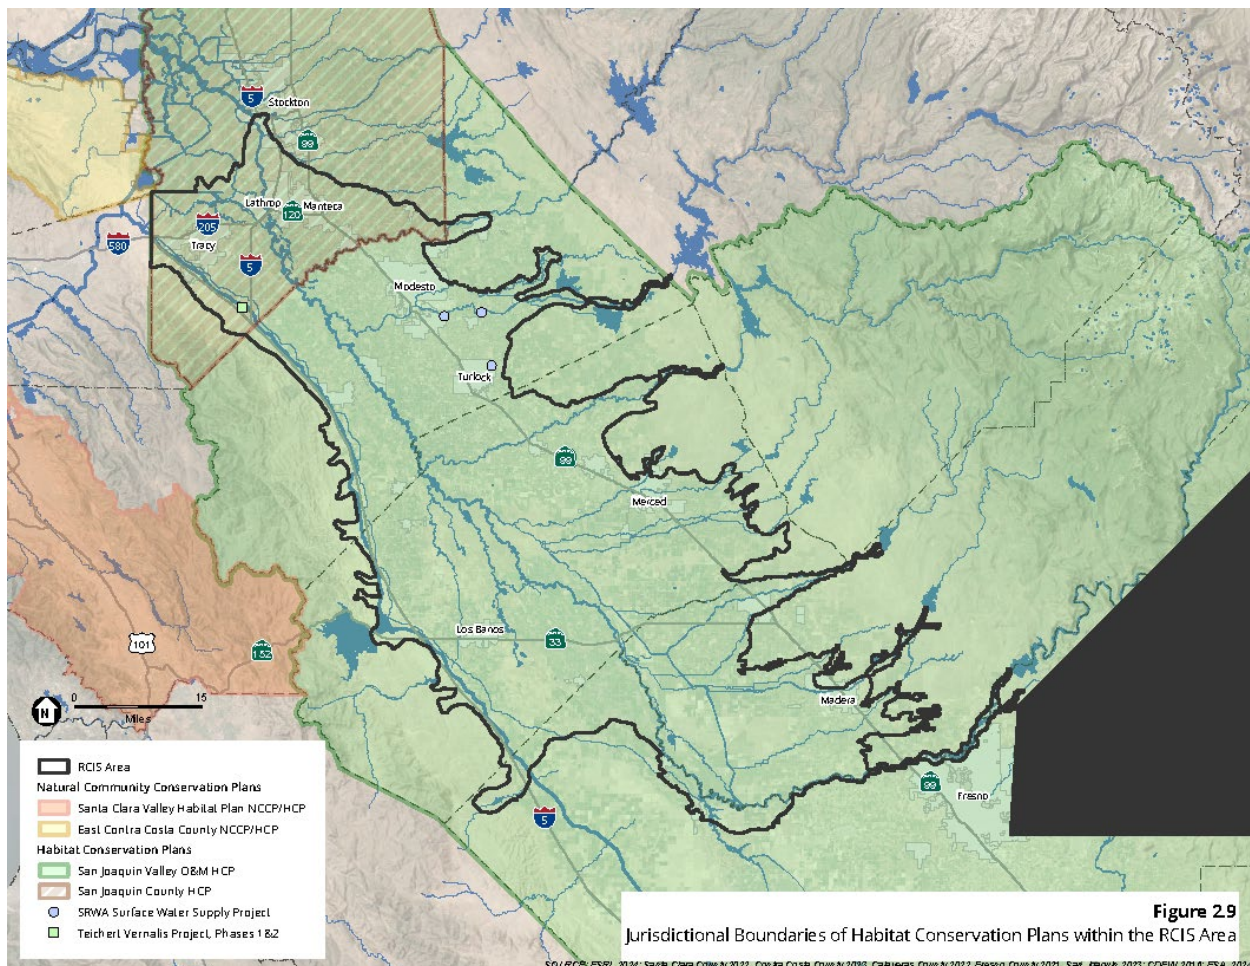 5
Stockton
99
Lathrop
120
Manteca
205
580
Tracy
5
Modesto
Turlock
99
Merced
Los Banos
33
101
152
Madera
99
Fresno
5
N
0 15
Miles
RCIS Area
Natural Community Conservation Plans
Santa Clara Valley Habitat Plan NCCP/HCP
East Contra Costa County NCCP/HCP
Habitat Conservation Plans
San Joaquin Valley O&M HCP
San Joaquin County HCP
SRWA Surface Water Supply Project
Teichert Vernalis Project, Phases 1&2
Figure 2.9
Jurisdictional Boundaries of Habitat Conservation Plans within the RCIS Area